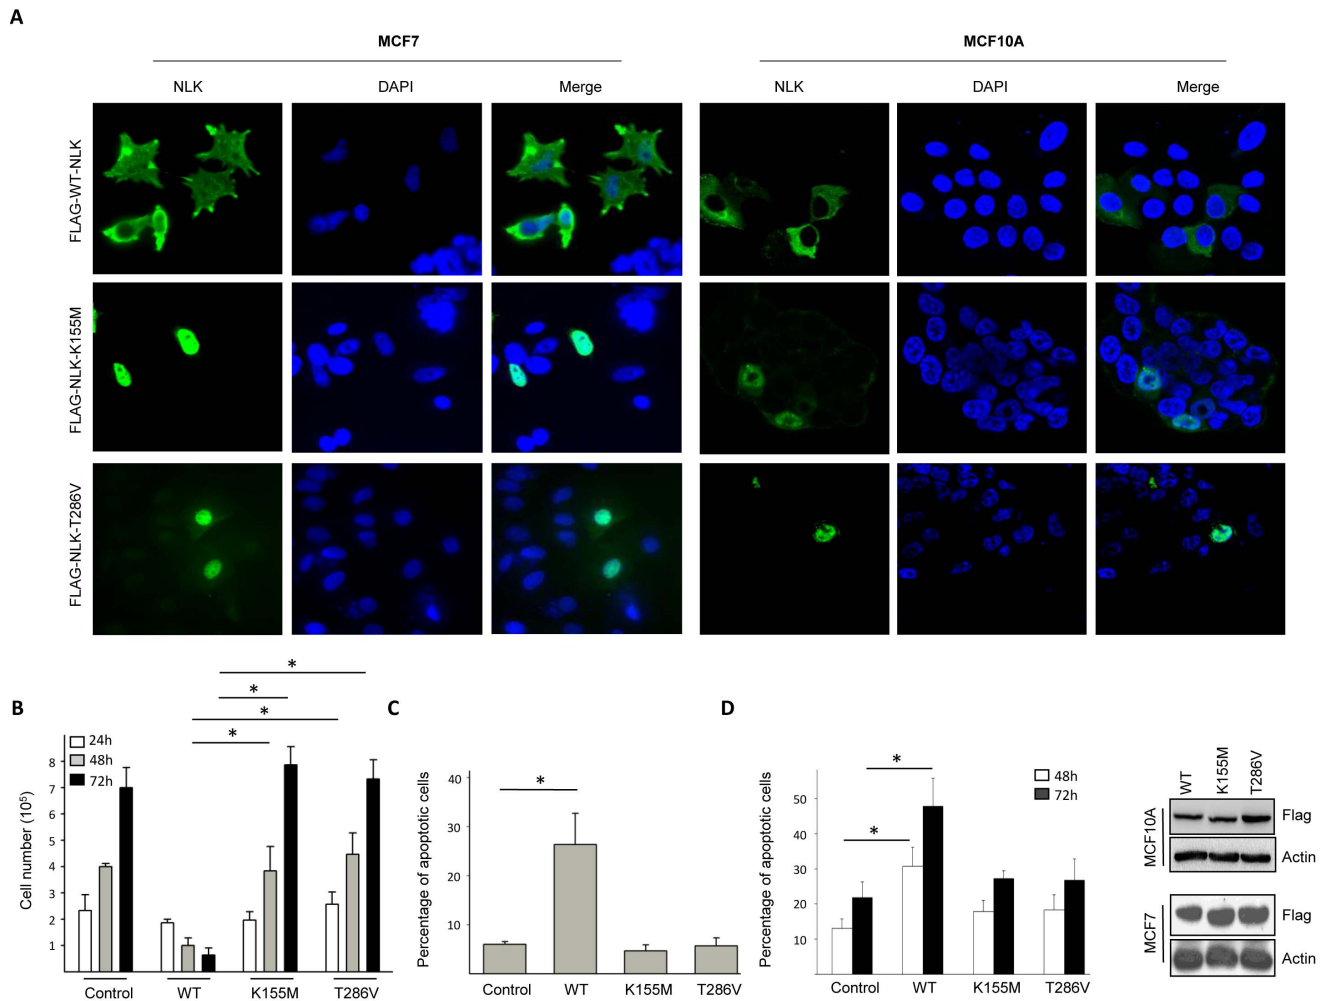 A
MCF7
MCF10A
NLK DAPI Merge NLK DAPI Merge
FLAG-WT-NLK
FLAG-NLK-K155M
FLAG-NLK-T286V
B
* * * *
24h
48h
72h
Cell number (10⁵)
8
7
6
5
4
3
2
1
Control WT K155M T286V
C
*
Percentage of apoptotic cells
40
30
20
10
Control WT K155M T286V
D
* *
48h
72h
Percentage of apoptotic cells
50
40
30
20
10
Control WT K155M T286V
WT K155M T286V
MCF10A
Flag
Actin
MCF7
Flag
Actin